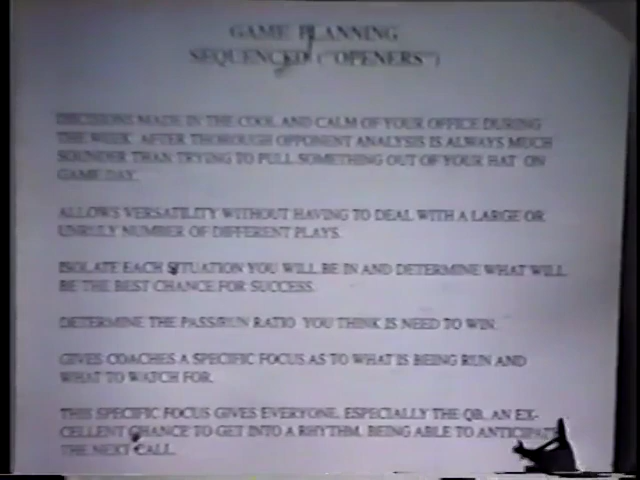 GAME PLANNING
SEQUENCED ("OPENERS")
DECISIONS MADE IN THE COOL AND CALM OF YOUR OFFICE DURING
THE WEEK AFTER THOROUGH OPPONENT ANALYSIS IS ALWAYS MUCH
SOUNDER THAN TRYING TO PULL SOMETHING OUT OF YOUR HAT ON
GAME DAY.
ALLOWS VERSATILITY WITHOUT HAVING TO DEAL WITH A LARGE OR
UNRULY NUMBER OF DIFFERENT PLAYS.
ISOLATE EACH SITUATION YOU WILL BE IN AND DETERMINE WHAT WILL
BE THE BEST CHANCE FOR SUCCESS.
DETERMINE THE PASS/RUN RATIO YOU THINK IS NEED TO WIN.
GIVES COACHES A SPECIFIC FOCUS AS TO WHAT IS BEING RUN AND
WHAT TO WATCH FOR.
THIS SPECIFIC FOCUS GIVES EVERYONE, ESPECIALLY THE QB, AN EX-
CELLENT CHANCE TO GET INTO A RHYTHM, BEING ABLE TO ANTICIPATE
THE NEXT CALL.